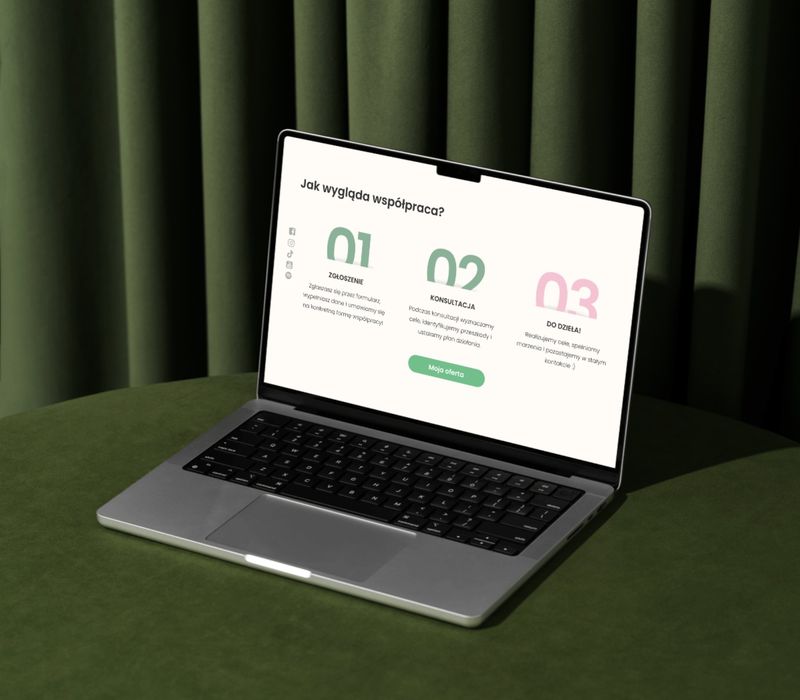 Jak wygląda współpraca?
01
ZGŁOSZENIE
Zgłaszasz się przez formularz,
wypełniasz dane i umawiamy się
na konkretną formę współpracy!
02
KONSULTACJA
Podczas konsultacji wyznaczamy
cele, identyfikujemy przeszkody i
ustalamy plan działania.
03
DO DZIEŁA!
Realizujemy cele, spełniamy
marzenia i pozostajemy w stałym
kontakcie :)
Moja oferta